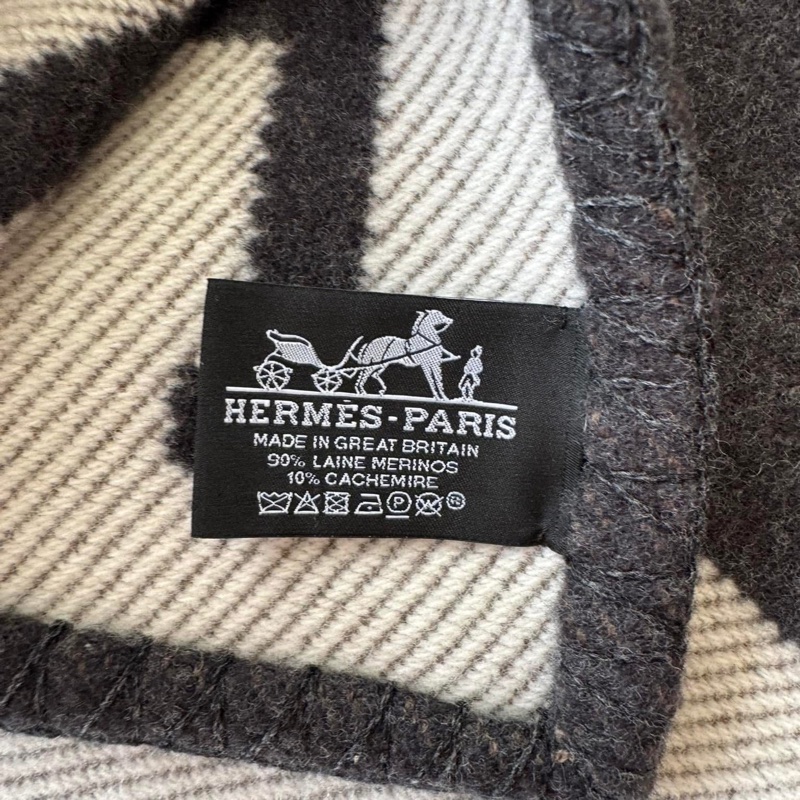 HERMÈS-PARIS
MADE IN GREAT BRITAIN
90% LAINE MERINOS
10% CACHEMIRE
P ®